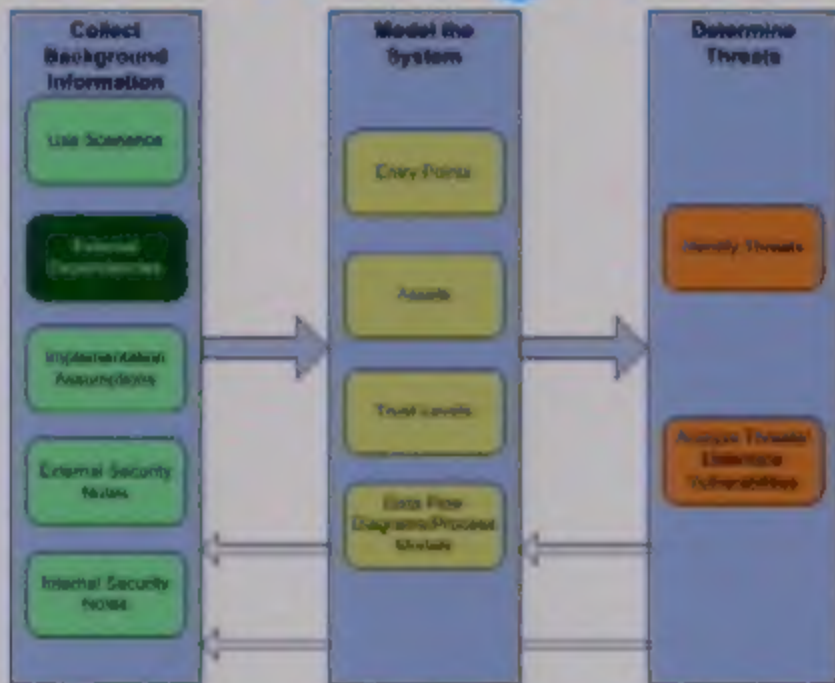 Collect
Background
Information
Use Scenarios
External
Dependencies
Implementation
Assumptions
External Security
Notes
Internal Security
Notes
Model the
System
Entry Points
Assets
Trust Levels
Data Flow
Diagrams/Process
Models
Determine
Threats
Identify Threats
Analyze Threats/
Determine
Vulnerabilities